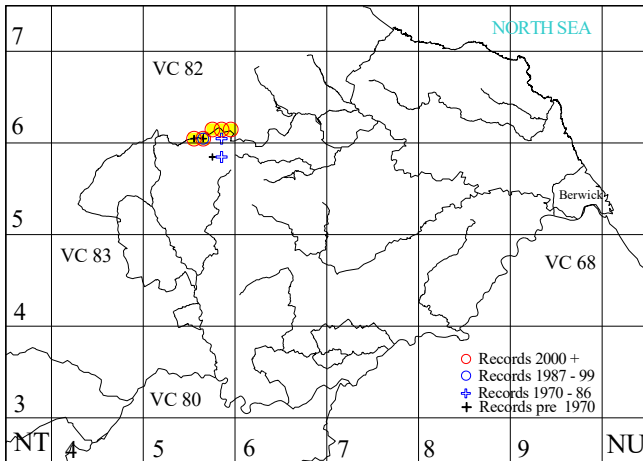 7
NORTH SEA
VC 82
6
Berwick
5
VC 83
VC 68
4
Records 2000 +
Records 1987 - 99
VC 80
Records 1970 - 86
Records pre 1970
3
NT 4 5 6 7 8 9 NU